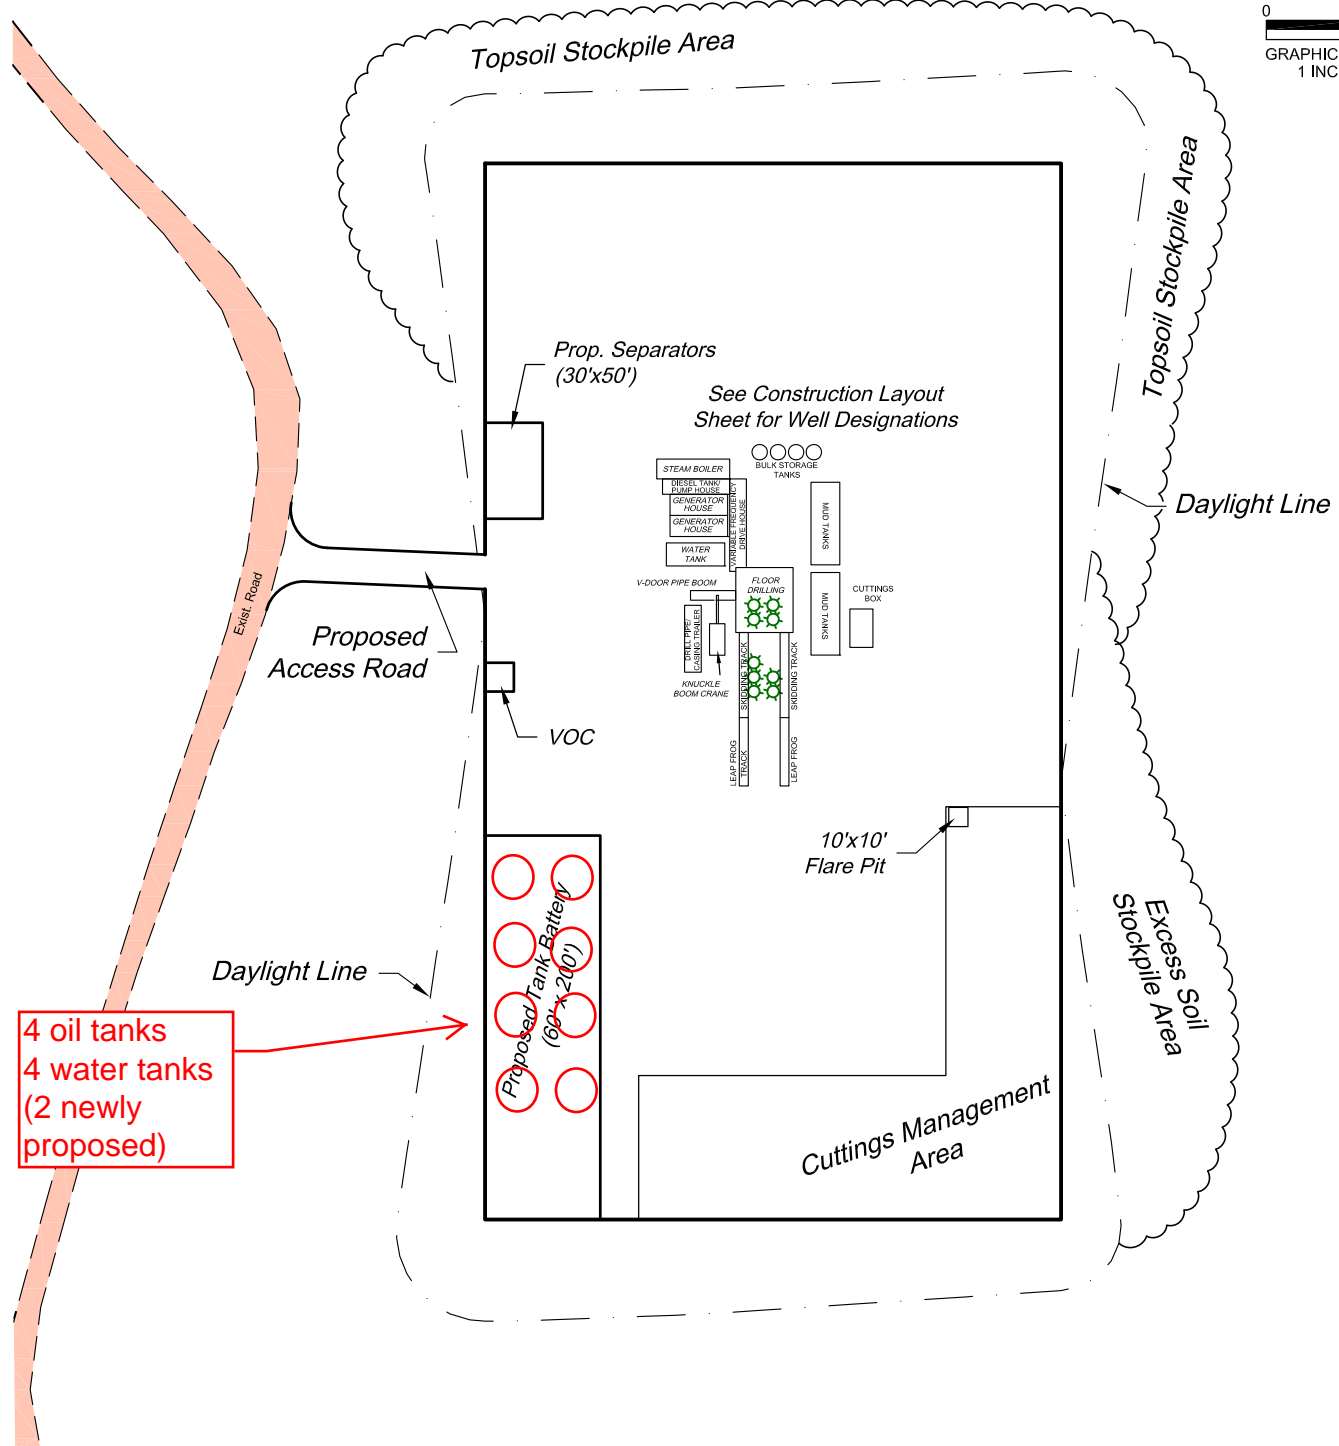 0
GRAPHIC
1 INC
Topsoil Stockpile Area
Topsoil Stockpile Area
Prop. Separators
(30'x50')
See Construction Layout
Sheet for Well Designations
STEAM BOILER
DIESEL TANK/
PUMP HOUSE
GENERATOR
HOUSE
GENERATOR
HOUSE
WATER
TANK
VARIABLE FREQUENCY
DRIVE HOUSE
BULK STORAGE
TANKS
MUD TANKS
MUD TANKS
CUTTINGS
BOX
Daylight Line
V-DOOR PIPE BOOM
FLOOR
DRILLING
DRILL PIPE/
CASING TRAILER
KNUCKLE
BOOM CRANE
SKIDDING TRACK
SKIDDING TRACK
LEAP FROG
TRACK
LEAP FROG
Exist. Road
Proposed
Access Road
VOC
10'x10'
Flare Pit
Proposed Tank Battery
(60' x 200')
Daylight Line
Excess Soil
Stockpile Area
4 oil tanks
4 water tanks
(2 newly
proposed)
Cuttings Management
Area